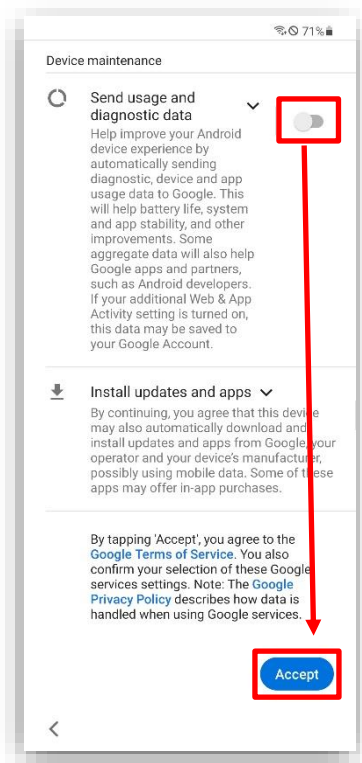 71%
Device maintenance
Send usage and
diagnostic data
Help improve your Android
device experience by
automatically sending
diagnostic, device and app
usage data to Google. This
will help battery life, system
and app stability, and other
improvements. Some
aggregate data will also help
Google apps and partners,
such as Android developers.
If your additional Web & App
Activity setting is turned on,
this data may be saved to
your Google Account.
Install updates and apps
By continuing, you agree that this device
may also automatically download and
install updates and apps from Google, your
operator and your device's manufacturer,
possibly using mobile data. Some of these
apps may offer in-app purchases.
By tapping 'Accept', you agree to the
Google Terms of Service. You also
confirm your selection of these Google
services settings. Note: The Google
Privacy Policy describes how data is
handled when using Google services.
Accept